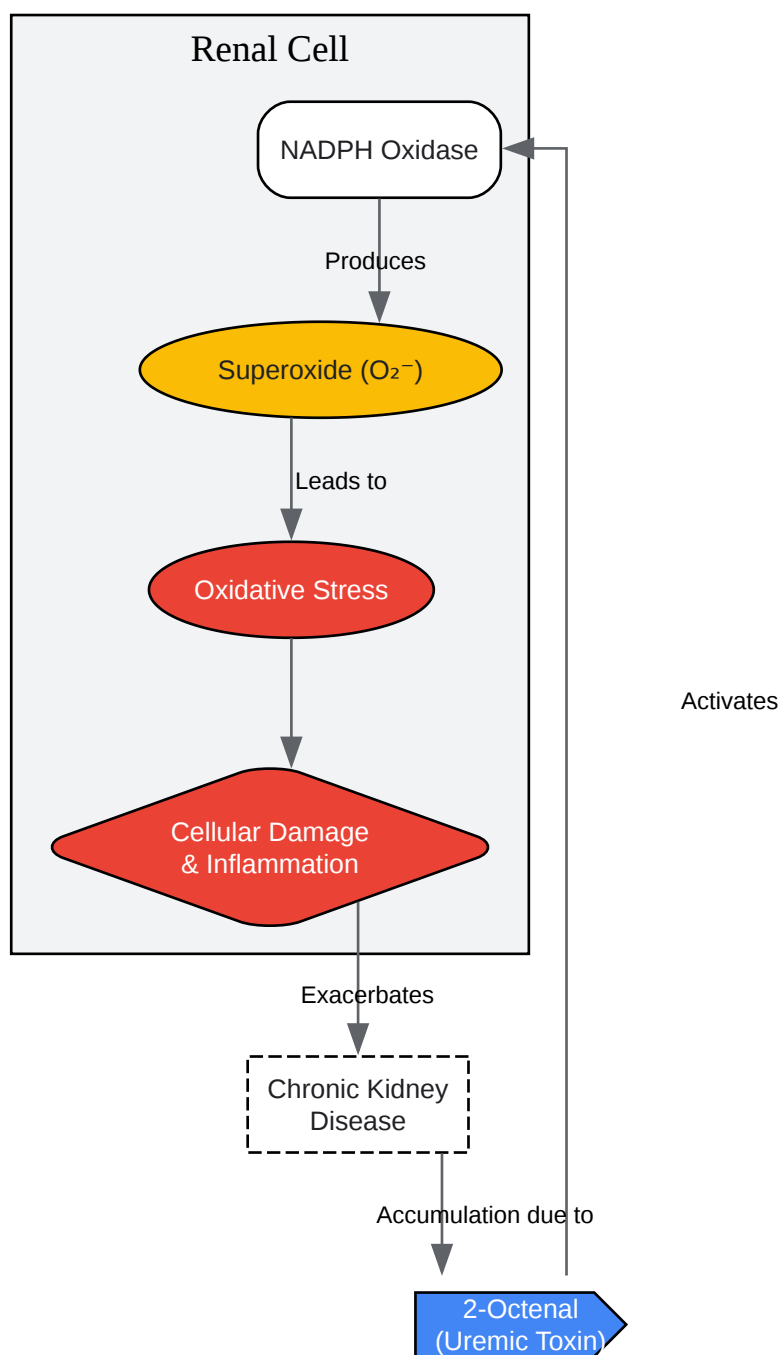 Renal Cell
NADPH Oxidase
Produces
Superoxide (O₂⁻)
Leads to
Oxidative Stress
Activates
Cellular Damage
& Inflammation
Exacerbates
Chronic Kidney
Disease
Accumulation due to
2-Octenal
(Uremic Toxin)